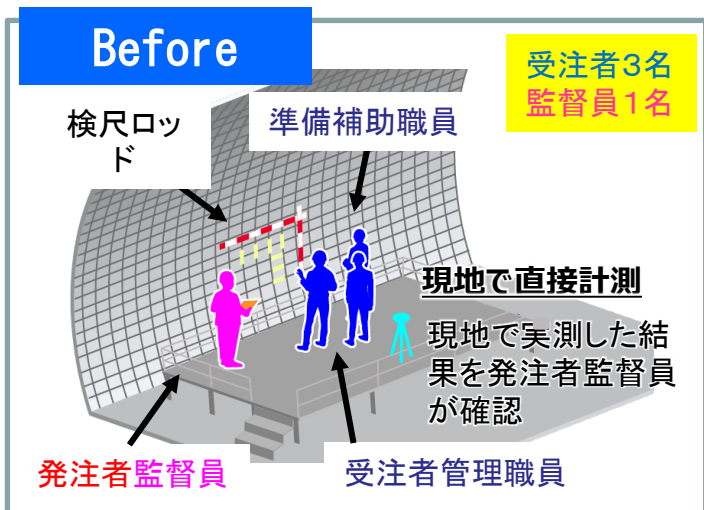 Before
受注者3名
監督員1名
検尺ロッ
ド
準備補助職員
現地で直接計測
現地で実測した結
果を発注者監督員
が確認
発注者監督員
受注者管理職員